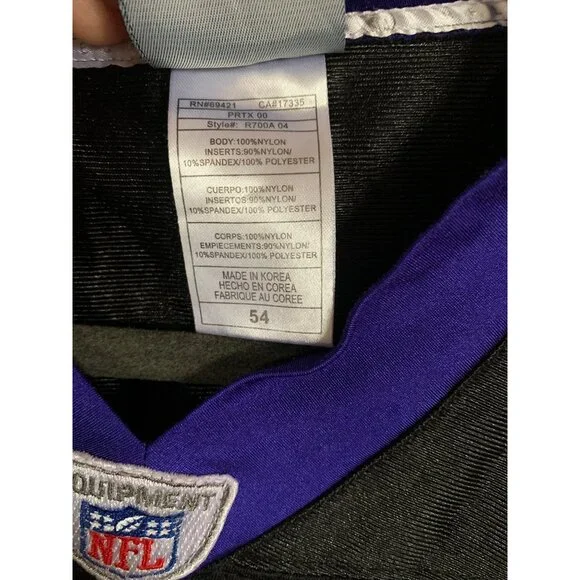 RN#69421 CA#17335
PRTX 00
Style#: R700A 04
BODY:100%NYLON
INSERTS:90%NYLON/
10%SPANDEX/100% POLYESTER
CUERPO:100%NYLON
INSERTOS:90%NYLON/
10%SPANDEX/100% POLYESTER
CORPS:100%NYLON
EMPIECEMENTS:90%NYLON/
10%SPANDEX/100% POLYESTER
MADE IN KOREA
HECHO EN COREA
FABRIQUE AU COREE
54
QUIPMENT
NFL